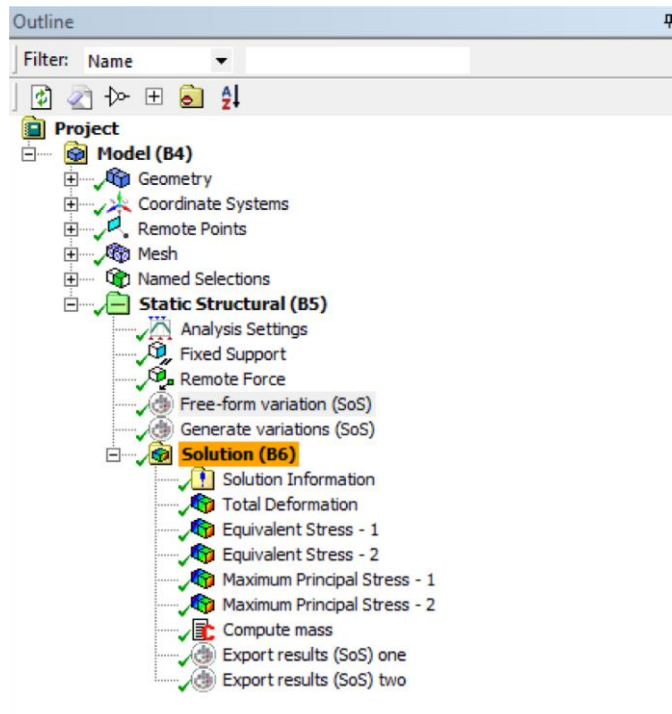 Outline
Filter: Name
Project
Model (B4)
Geometry
Coordinate Systems
Remote Points
Mesh
Named Selections
Static Structural (B5)
Analysis Settings
Fixed Support
Remote Force
Free-form variation (SoS)
Generate variations (SoS)
Solution (B6)
Solution Information
Total Deformation
Equivalent Stress - 1
Equivalent Stress - 2
Maximum Principal Stress - 1
Maximum Principal Stress - 2
Compute mass
Export results (SoS) one
Export results (SoS) two